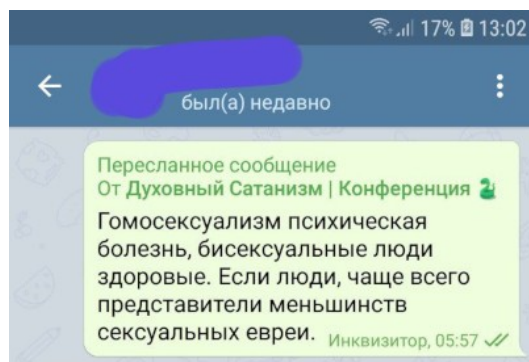 17% 13:02
был(а) недавно
Пересланное сообщение
От Духовный Сатанизм | Конференция
Гомосексуализм психическая
болезнь, бисексуальные люди
здоровые. Если люди, чаще всего
представители меньшинств
сексуальных евреи. Инквизитор, 05:57